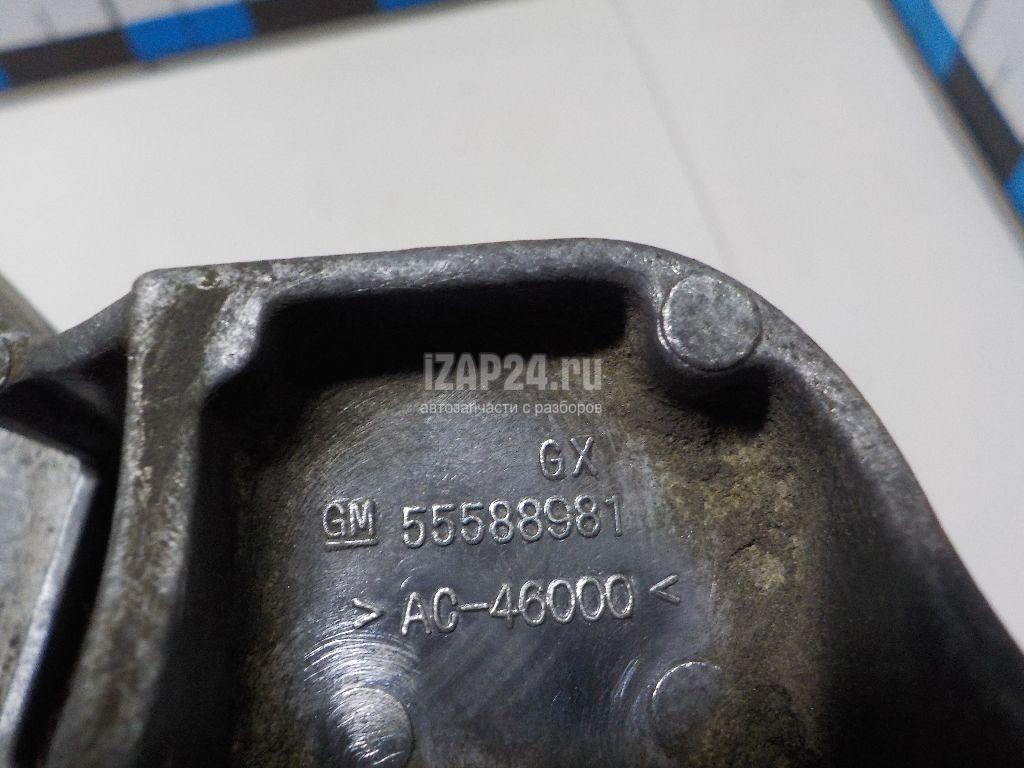 iZAP24.ru
автозапчасти с разборов
GX
GM 55588981
> AC-46000 <